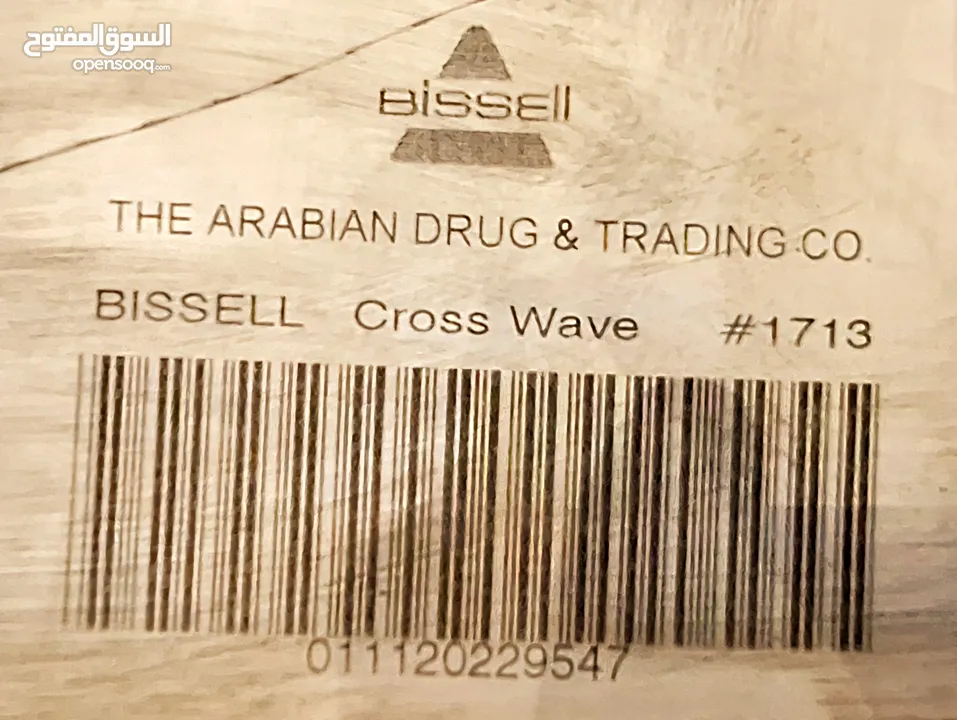 السوق المفتوح
opensooq.com
BISSELL
THE ARABIAN DRUG & TRADING CO.
BISSELL Cross Wave #1713
011120229547